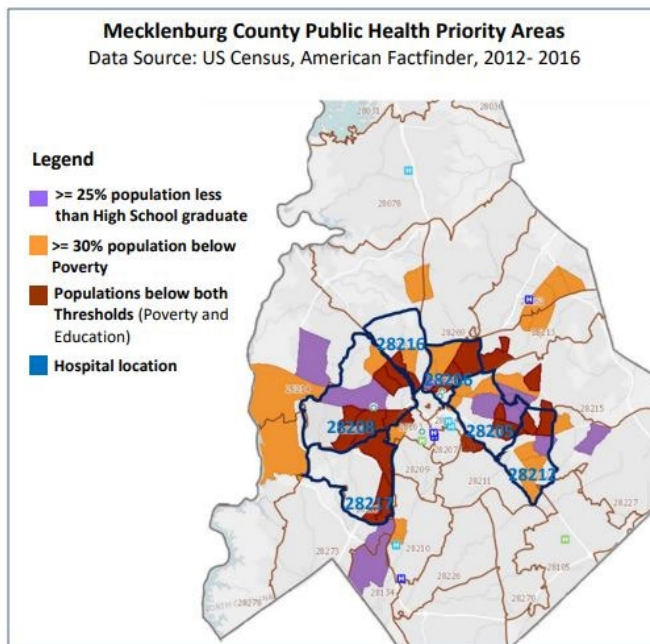 Mecklenburg County Public Health Priority Areas
Data Source: US Census, American Factfinder, 2012- 2016
28031
28036
Legend
H
>= 25% population less
than High School graduate
28078
>= 30% population below
Poverty
Populations below both
Thresholds (Poverty and
Education)
H
28213
28269
28216
Hospital location
28214
28206
28215
28208
28205
H
28207
28212
28209
28211
28217
28227
28273
28210
H
H
28105
28226
H
28134
28278
28270